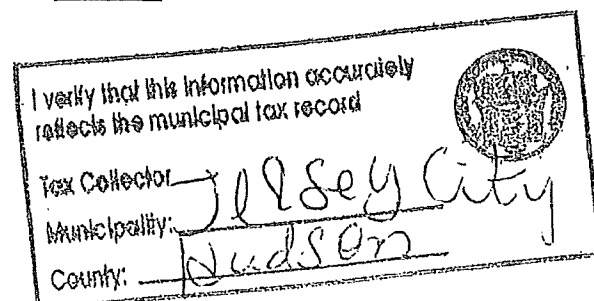 I verify that this information accurately
reflects the municipal tax record
Tax Collector
Municipality: Jersey City
County: Hudson